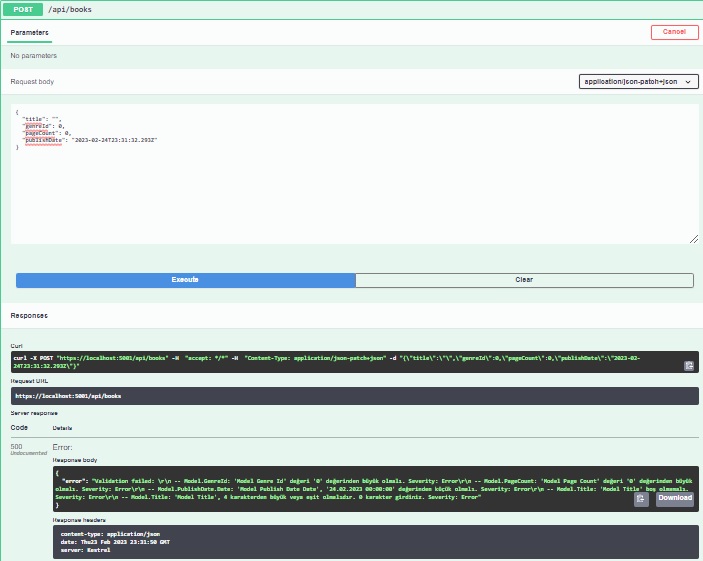 POST /api/books
Parameters
Cancel
No parameters
Request body
application/json-patch+json
{
"title": "",
"genreId": 0,
"pageCount": 0,
"publishDate": "2023-02-24T23:31:32.293Z"
}
Execute
Clear
Responses
Curl
curl -X POST "https://localhost:5001/api/books" -H "accept: */*" -H "Content-Type: application/json-patch+json" -d "{\"title\":\"\",\"genreId\":0,\"pageCount\":0,\"publishDate\":\"2023-02-
24T23:31:32.293Z\"}"
Request URL
https://localhost:5001/api/books
Server response
Code Details
500
Undocumented
Error:
Response body
{
"error": "Validation failed: \r\n -- Model.GenreId: 'Model Genre Id' değeri '0' değerinden büyük olmalı. Severity: Error\r\n -- Model.PageCount: 'Model Page Count' değeri '0' değerinden büyük
olmalı. Severity: Error\r\n -- Model.PublishDate.Date: 'Model Publish Date Date', '24.02.2023 00:00:00' değerinden küçük olmalı. Severity: Error\r\n -- Model.Title: 'Model Title' boş olmamalı.
Severity: Error\r\n -- Model.Title: 'Model Title', 4 karakterden büyük veya eşit olmalıdır. 0 karakter girdiniz. Severity: Error"
}
Download
Response headers
content-type: application/json
date: Thu23 Feb 2023 23:31:50 GMT
server: Kestrel